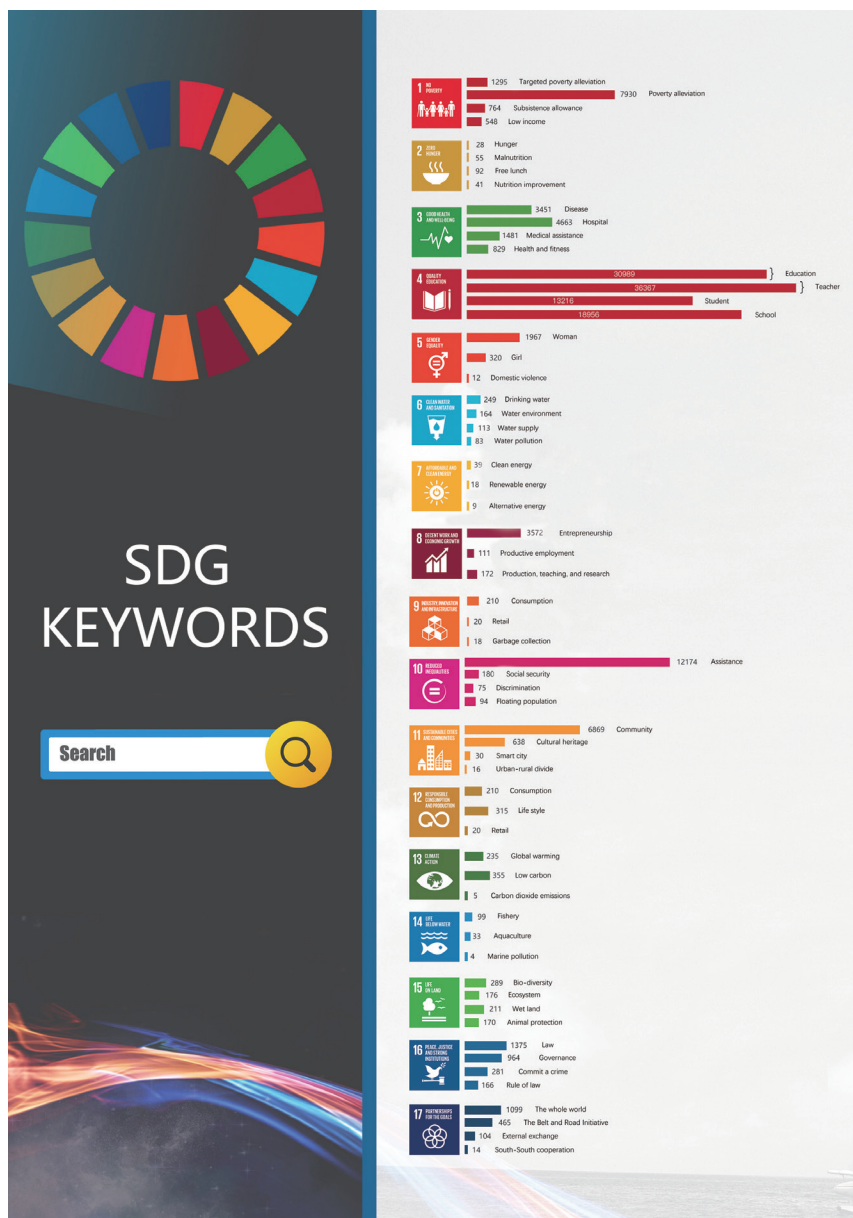 SDG
KEYWORDS
Search
1 NO
POVERTY
1295 Targeted poverty alleviation
7930 Poverty alleviation
764 Subsistence allowance
548 Low income
2 ZERO
HUNGER
28 Hunger
55 Malnutrition
92 Free lunch
41 Nutrition improvement
3 GOOD HEALTH
AND WELL-BEING
3451 Disease
4663 Hospital
1481 Medical assistance
829 Health and fitness
4 QUALITY
EDUCATION
30989 } Education
36367 } Teacher
13216 Student
18956 School
5 GENDER
EQUALITY
1967 Woman
320 Girl
12 Domestic violence
6 CLEAN WATER
AND SANITATION
249 Drinking water
164 Water environment
113 Water supply
83 Water pollution
7 AFFORDABLE AND
CLEAN ENERGY
39 Clean energy
18 Renewable energy
9 Alternative energy
8 DECENT WORK AND
ECONOMIC GROWTH
3572 Entrepreneurship
111 Productive employment
172 Production, teaching, and research
9 INDUSTRY, INNOVATION
AND INFRASTRUCTURE
210 Consumption
20 Retail
18 Garbage collection
10 REDUCED
INEQUALITIES
12174 Assistance
180 Social security
75 Discrimination
94 Floating population
11 SUSTAINABLE CITIES
AND COMMUNITIES
6869 Community
638 Cultural heritage
30 Smart city
16 Urban-rural divide
12 RESPONSIBLE
CONSUMPTION
AND PRODUCTION
210 Consumption
315 Life style
20 Retail
13 CLIMATE
ACTION
235 Global warming
355 Low carbon
5 Carbon dioxide emissions
14 LIFE
BELOW WATER
99 Fishery
33 Aquaculture
4 Marine pollution
15 LIFE
ON LAND
289 Bio-diversity
176 Ecosystem
211 Wet land
170 Animal protection
16 PEACE, JUSTICE
AND STRONG
INSTITUTIONS
1375 Law
964 Governance
281 Commit a crime
166 Rule of law
17 PARTNERSHIPS
FOR THE GOALS
1099 The whole world
465 The Belt and Road Initiative
104 External exchange
14 South-South cooperation